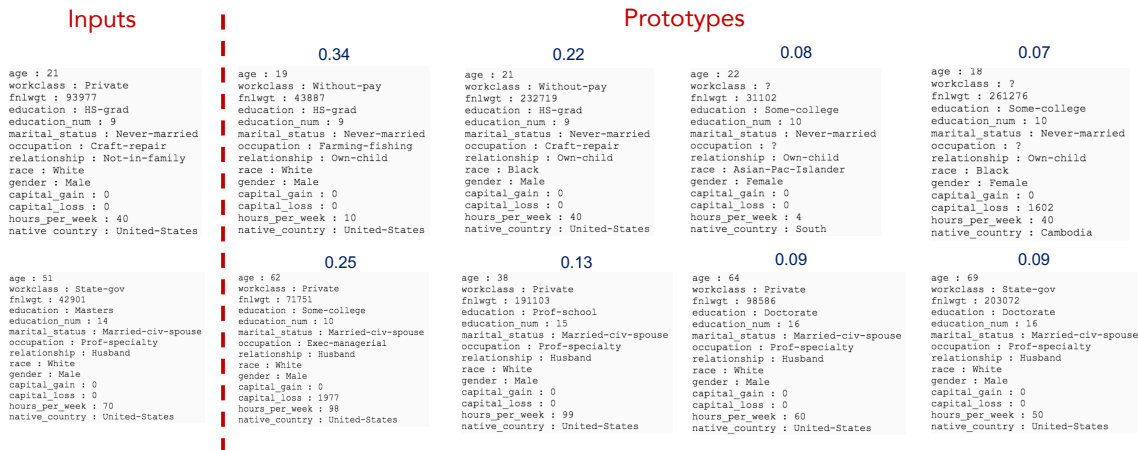 Inputs
Prototypes
0.34
0.22
0.08
0.07
age : 21
workclass : Private
fnlwgt : 93977
education : HS-grad
education_num : 9
marital_status : Never-married
occupation : Craft-repair
relationship : Not-in-family
race : White
gender : Male
capital_gain : 0
capital_loss : 0
hours_per_week : 40
native_country : United-States
age : 19
workclass : Without-pay
fnlwgt : 43887
education : HS-grad
education_num : 9
marital_status : Never-married
occupation : Farming-fishing
relationship : Own-child
race : White
gender : Male
capital_gain : 0
capital_loss : 0
hours_per_week : 10
native_country : United-States
age : 21
workclass : Without-pay
fnlwgt : 232719
education : HS-grad
education_num : 9
marital_status : Never-married
occupation : Craft-repair
relationship : Own-child
race : Black
gender : Male
capital_gain : 0
capital_loss : 0
hours_per_week : 40
native_country : United-States
age : 22
workclass : ?
fnlwgt : 31102
education : Some-college
education_num : 10
marital_status : Never-married
occupation : ?
relationship : Own-child
race : Asian-Pac-Islander
gender : Female
capital_gain : 0
capital_loss : 0
hours_per_week : 4
native_country : South
age : 18
workclass : ?
fnlwgt : 261276
education : Some-college
education_num : 10
marital_status : Never-married
occupation : ?
relationship : Own-child
race : Black
gender : Female
capital_gain : 0
capital_loss : 1602
hours_per_week : 40
native_country : Cambodia
0.25
0.13
0.09
0.09
age : 51
workclass : State-gov
fnlwgt : 42901
education : Masters
education_num : 14
marital_status : Married-civ-spouse
occupation : Prof-specialty
relationship : Husband
race : White
gender : Male
capital_gain : 0
capital_loss : 0
hours_per_week : 70
native_country : United-States
age : 62
workclass : Private
fnlwgt : 71751
education : Some-college
education_num : 10
marital_status : Married-civ-spouse
occupation : Exec-managerial
relationship : Husband
race : White
gender : Male
capital_gain : 0
capital_loss : 1977
hours_per_week : 98
native_country : United-States
age : 38
workclass : Private
fnlwgt : 191103
education : Prof-school
education_num : 15
marital_status : Married-civ-spouse
occupation : Prof-specialty
relationship : Husband
race : White
gender : Male
capital_gain : 0
capital_loss : 0
hours_per_week : 99
native_country : United-States
age : 64
workclass : Private
fnlwgt : 98586
education : Doctorate
education_num : 16
marital_status : Married-civ-spouse
occupation : Prof-specialty
relationship : Husband
race : White
gender : Male
capital_gain : 0
capital_loss : 0
hours_per_week : 60
native_country : United-States
age : 69
workclass : State-gov
fnlwgt : 203072
education : Doctorate
education_num : 16
marital_status : Married-civ-spouse
occupation : Prof-specialty
relationship : Husband
race : White
gender : Male
capital_gain : 0
capital_loss : 0
hours_per_week : 50
native_country : United-States